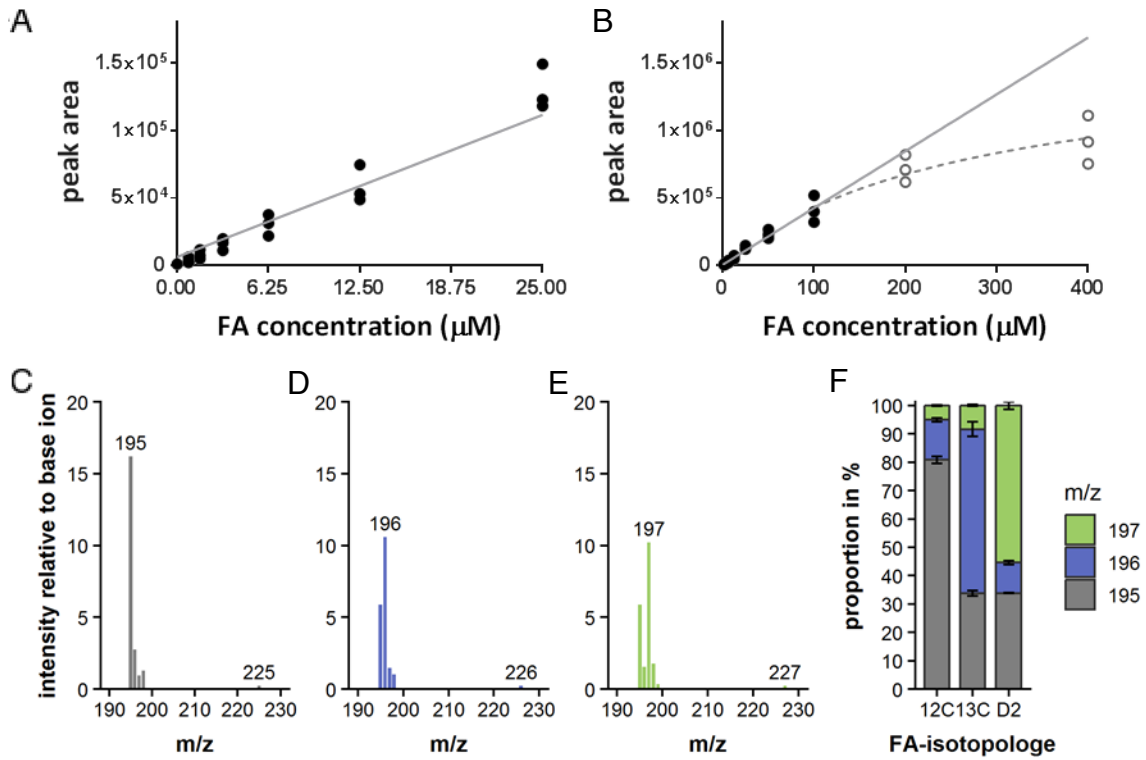 A
peak area
1.5×10⁵
1×10⁵
5×10⁴
0
0.00 6.25 12.50 18.75 25.00
FA concentration (μM)
B
peak area
1.5×10⁶
1×10⁶
5×10⁵
0
0 100 200 300 400
FA concentration (μM)
C
intensity relative to base ion
20
15
10
5
0
195
225
190 200 210 220 230
m/z
D
20
15
10
5
0
196
226
190 200 210 220 230
m/z
E
20
15
10
5
0
197
227
190 200 210 220 230
m/z
F
proportion in %
100
90
80
70
60
50
40
30
20
10
0
12C 13C D2
FA-isotopologe
m/z
197
196
195